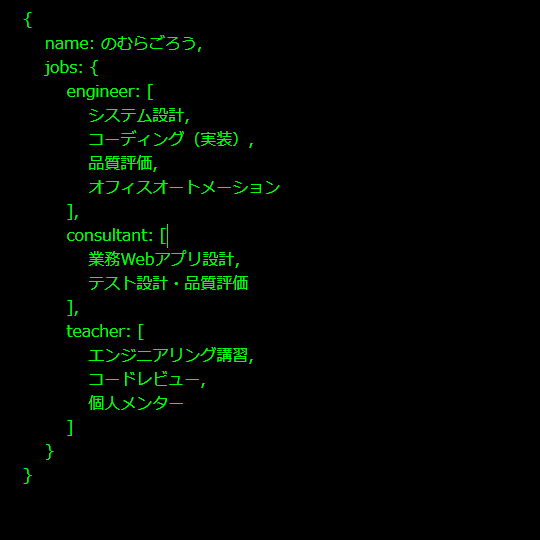 {
name: のむらごろう,
jobs: {
engineer: [
システム設計,
コーディング（実装）,
品質評価,
オフィスオートメーション
],
consultant: [
業務Webアプリ設計,
テスト設計・品質評価
],
teacher: [
エンジニアリング講習,
コードレビュー,
個人メンター
]
}
}